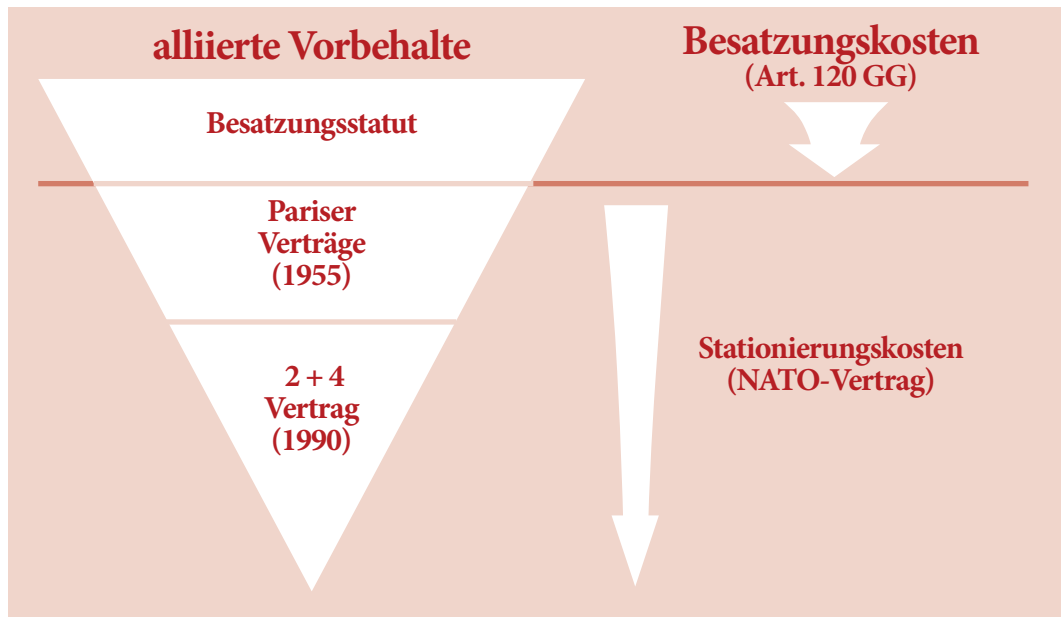 alliierte Vorbehalte
Besatzungsstatut
Pariser
Verträge
(1955)
2 + 4
Vertrag
(1990)
Besatzungskosten
(Art. 120 GG)
Stationierungskosten
(NATO-Vertrag)